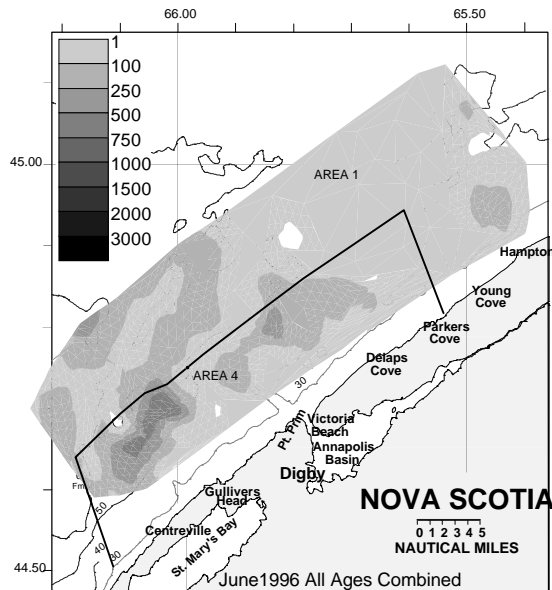 66.00
65.50
1
100
250
500
750
1000
1500
2000
3000
45.00
44.50
AREA 1
AREA 4
Hampton
Young
Cove
Parkers
Cove
Delaps
Cove
30
Pt. Prim
Victoria
Beach
Annapolis
Basin
Digby
Gullivers
Head
Centreville
St. Mary's Bay
Fm
50
40
30
NOVA SCOTIA
0 1 2 3 4 5
NAUTICAL MILES
June1996 All Ages Combined